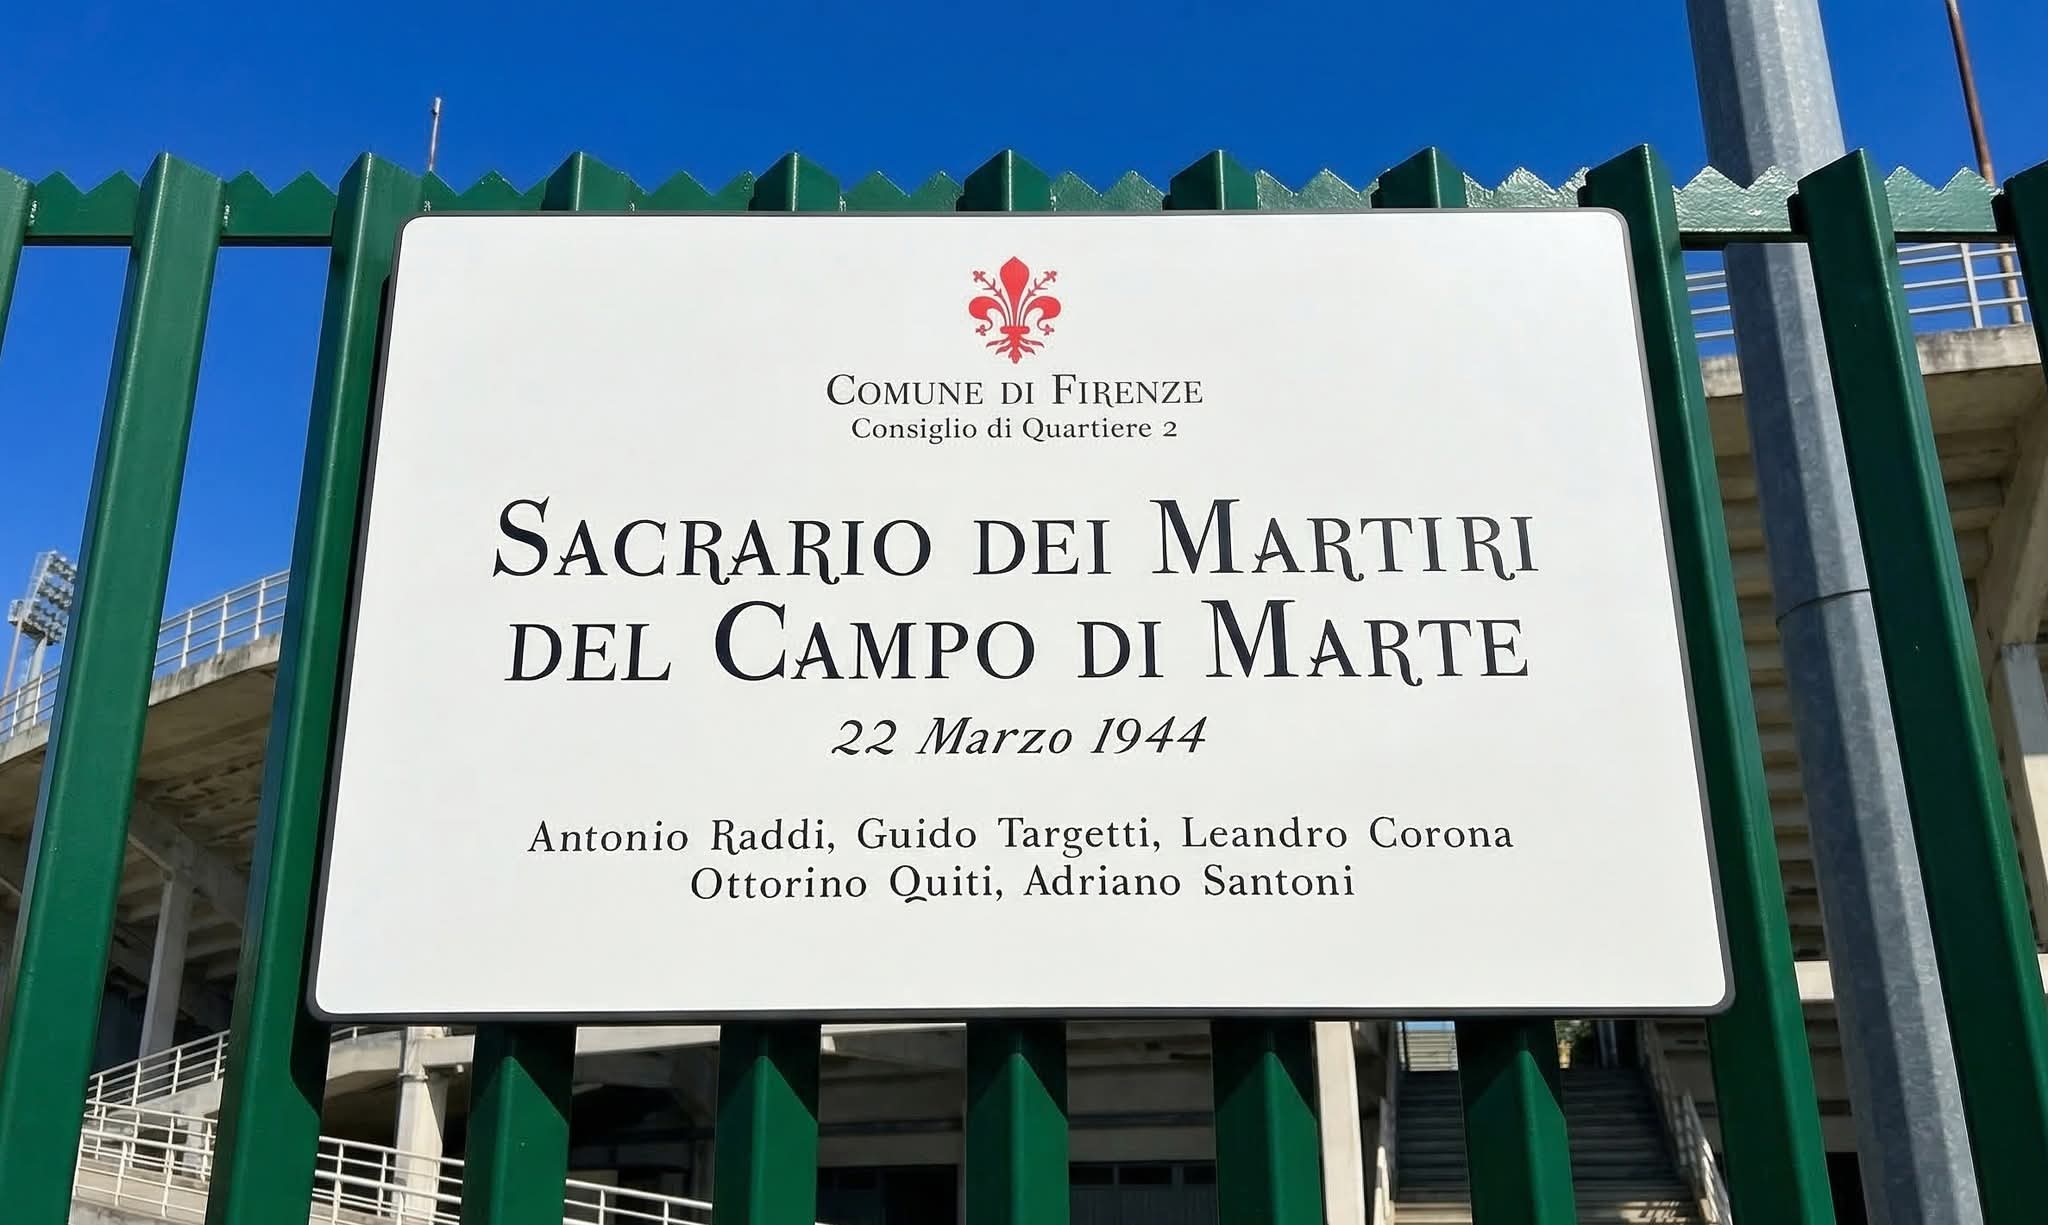 Comune di Firenze
Consiglio di Quartiere 2
Sacrario dei Martiri
del Campo di Marte
22 Marzo 1944
Antonio Raddi, Guido Targetti, Leandro Corona
Ottorino Quiti, Adriano Santoni